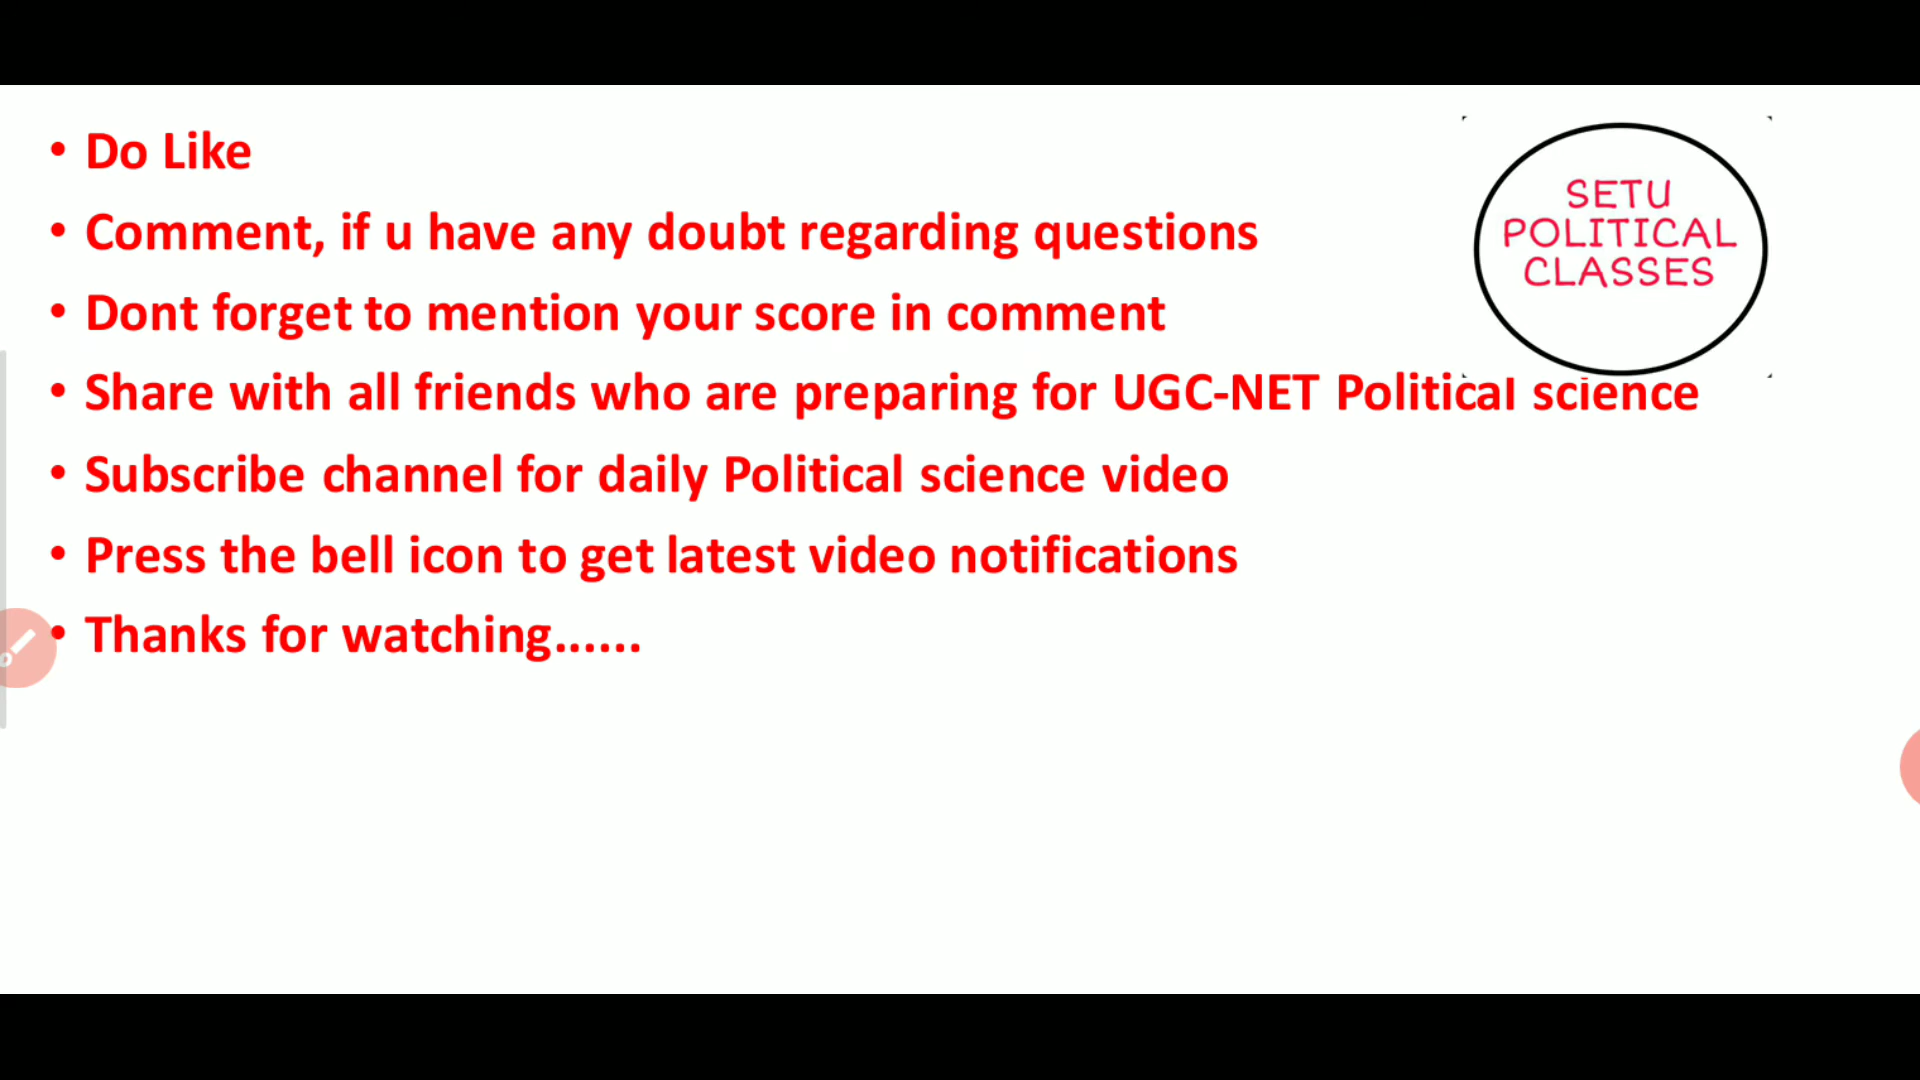 • Do Like
• Comment, if u have any doubt regarding questions
• Dont forget to mention your score in comment
• Share with all friends who are preparing for UGC-NET Political science
• Subscribe channel for daily Political science video
• Press the bell icon to get latest video notifications
• Thanks for watching......
SETU
POLITICAL
CLASSES